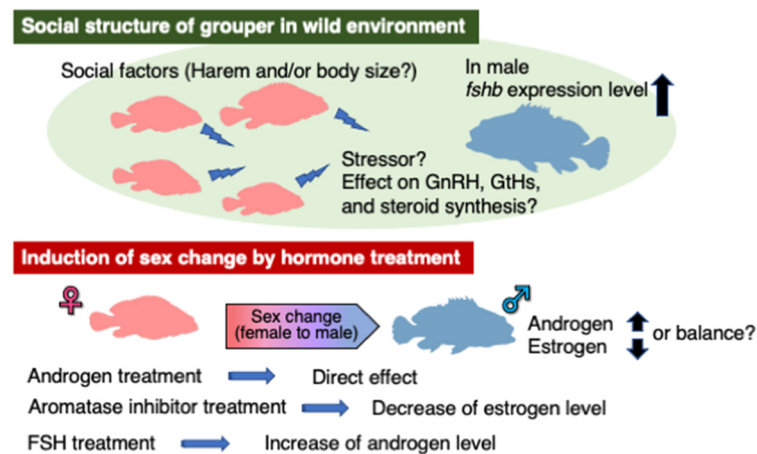 Social structure of grouper in wild environment
Social factors (Harem and/or body size?)
In male
fshb expression level
Stressor?
Effect on GnRH, GtHs,
and steroid synthesis?
Induction of sex change by hormone treatment
♀
Sex change
(female to male)
♂
Androgen
Estrogen
or balance?
Androgen treatment
Direct effect
Aromatase inhibitor treatment
Decrease of estrogen level
FSH treatment
Increase of androgen level